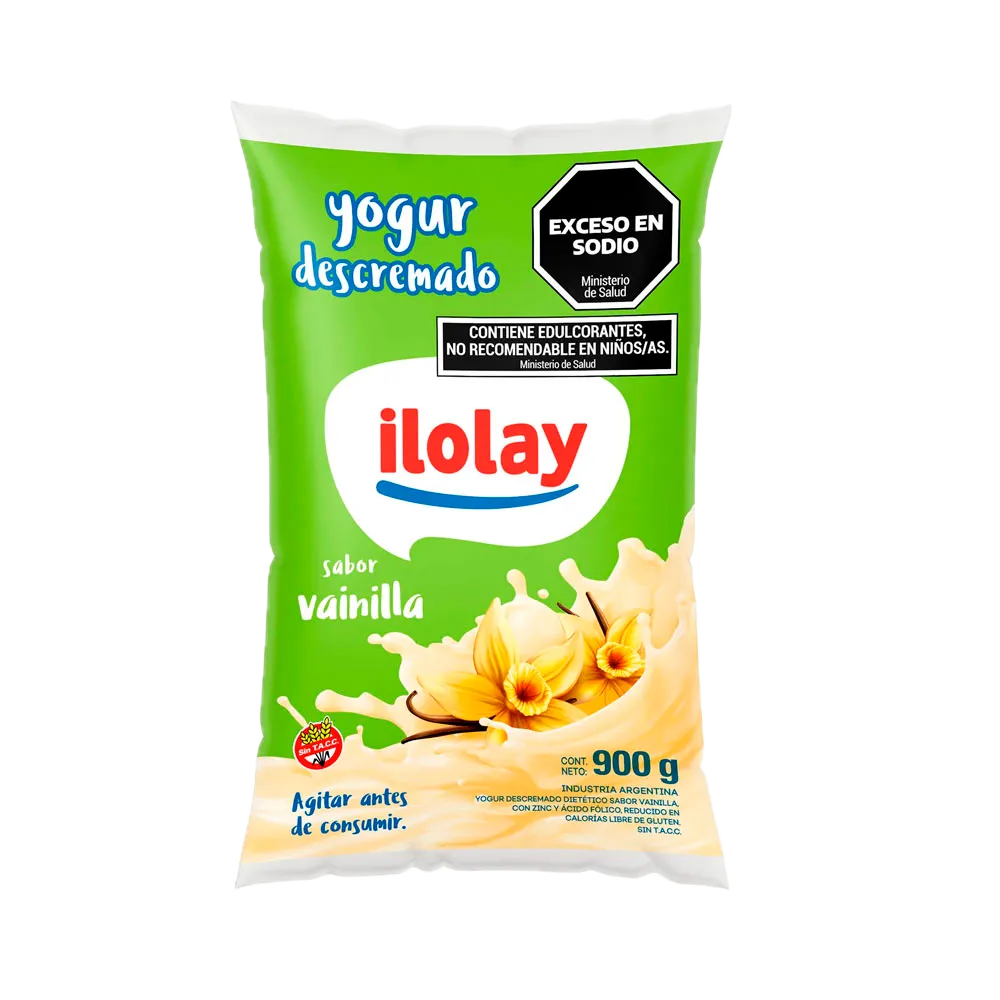 yogur
descremado
EXCESO EN
SODIO
Ministerio
de Salud
CONTIENE EDULCORANTES,
NO RECOMENDABLE EN NIÑOS/AS.
Ministerio de Salud
ilolay
sabor
vainilla
Sin T.A.C.C.
Agitar antes
de consumir.
CONT.
NETO: 900 g
INDUSTRIA ARGENTINA
YOGUR DESCREMADO DIETÉTICO SABOR VAINILLA,
CON ZINC Y ÁCIDO FÓLICO, REDUCIDO EN
CALORÍAS LIBRE DE GLUTEN.
SIN T.A.C.C.